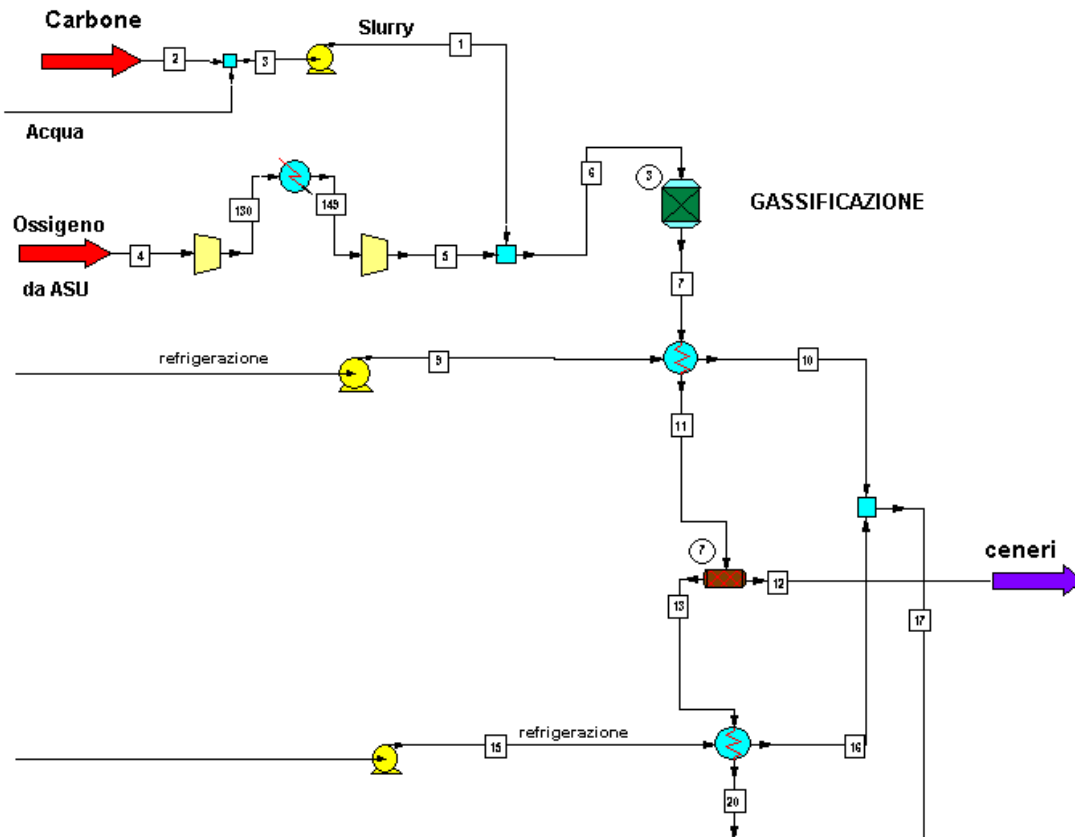 Carbone
Slurry
2
3
1
Acqua
130
149
6
3
GASSIFICAZIONE
Ossigeno
4
5
da ASU
7
refrigerazione
9
10
11
7
12
ceneri
13
17
15
refrigerazione
16
20